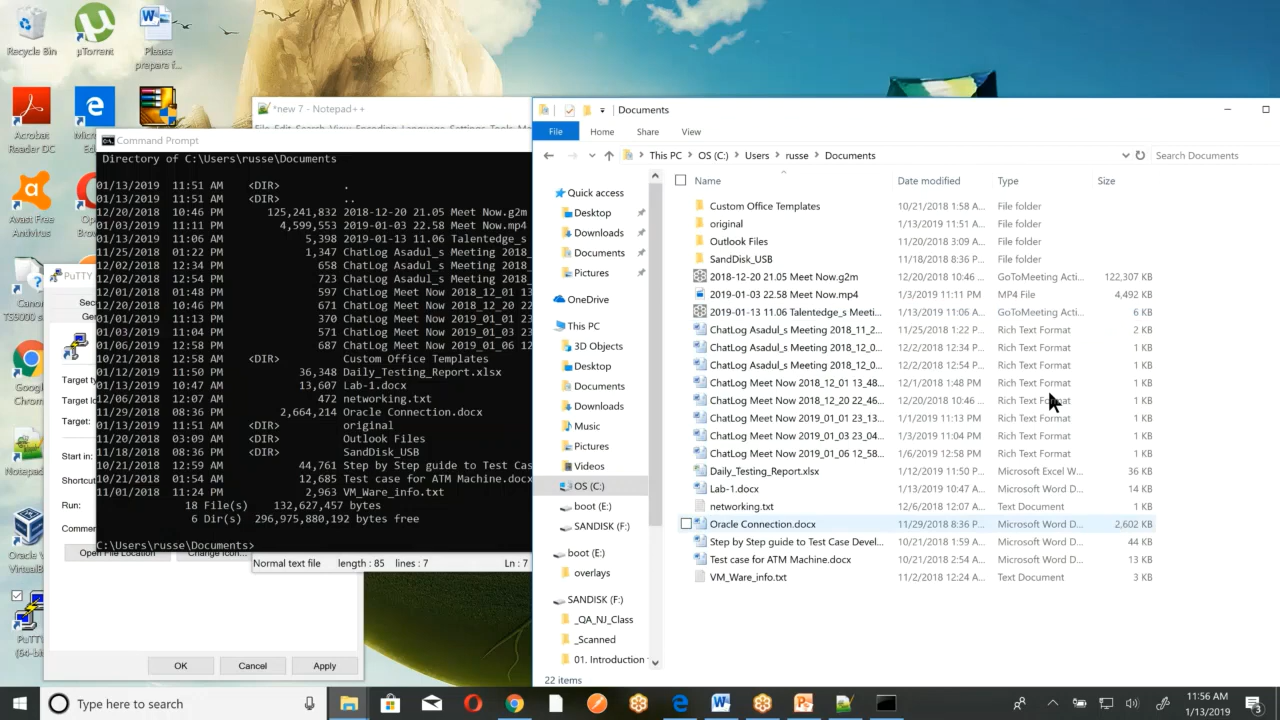 Recycle Bin
µTorrent
Please
prepare f...
Acrobat
Reader DC
Avast Free
Antivirus
Google
Chrom
Notepad+
Oracle VM
VirtualB
PuTTY
(64-bi
*new 7 - Notepad++
File Edit Search View Encoding Language Settings Tools Ma
Normal text file length : 85 lines : 7 Ln : 7
Command Prompt
Directory of C:\Users\russe\Documents
01/13/2019 11:51 AM <DIR> .
01/13/2019 11:51 AM <DIR> ..
12/20/2018 10:46 PM 125,241,832 2018-12-20 21.05 Meet Now.g2m
01/03/2019 11:11 PM 4,599,553 2019-01-03 22.58 Meet Now.mp4
01/13/2019 11:06 AM 5,398 2019-01-13 11.06 Talentedge_s
11/25/2018 01:22 PM 1,347 ChatLog Asadul_s Meeting 2018_
12/02/2018 12:34 PM 658 ChatLog Asadul_s Meeting 2018_
12/02/2018 12:54 PM 723 ChatLog Asadul_s Meeting 2018_
12/01/2018 01:48 PM 597 ChatLog Meet Now 2018_12_01 13
12/20/2018 10:46 PM 671 ChatLog Meet Now 2018_12_20 22
01/01/2019 11:13 PM 370 ChatLog Meet Now 2019_01_01 23
01/03/2019 11:04 PM 571 ChatLog Meet Now 2019_01_03 23
01/06/2019 12:58 PM 687 ChatLog Meet Now 2019_01_06 12
10/21/2018 12:58 AM <DIR> Custom Office Templates
01/12/2019 11:50 PM 36,348 Daily_Testing_Report.xlsx
01/13/2019 10:47 AM 13,607 Lab-1.docx
12/06/2018 12:07 AM 472 networking.txt
11/29/2018 08:36 PM 2,664,214 Oracle Connection.docx
01/13/2019 11:51 AM <DIR> original
11/20/2018 03:09 AM <DIR> Outlook Files
11/18/2018 08:36 PM <DIR> SanDisk_USB
10/21/2018 12:59 AM 44,761 Step by Step guide to Test Cas
10/21/2018 01:54 AM 12,685 Test case for ATM Machine.docx
11/01/2018 11:24 PM 2,963 VM_Ware_info.txt
18 File(s) 132,627,457 bytes
6 Dir(s) 296,975,880,192 bytes free
C:\Users\russe\Documents>
PuTTY
Secu
Gen
Target typ
Target lo
Target:
Start in:
Shortcut
Run:
Comme
Open File Location Change Icon...
OK Cancel Apply
Documents
File Home Share View
This PC > OS (C:) > Users > russe > Documents
Search Documents
Quick access
Desktop
Downloads
Documents
Pictures
OneDrive
This PC
3D Objects
Desktop
Documents
Downloads
Music
Pictures
Videos
OS (C:)
boot (E:)
SANDISK (F:)
boot (E:)
overlays
SANDISK (F:)
_QA_NJ_Class
_Scanned
01. Introduction
Name Date modified Type Size
Custom Office Templates 10/21/2018 1:58 A... File folder
original 1/13/2019 11:51 A... File folder
Outlook Files 11/20/2018 3:09 A... File folder
SanDisk_USB 11/18/2018 8:36 P... File folder
2018-12-20 21.05 Meet Now.g2m 12/20/2018 10:46 ... GoToMeeting Acti... 122,307 KB
2019-01-03 22.58 Meet Now.mp4 1/3/2019 11:11 PM MP4 File 4,492 KB
2019-01-13 11.06 Talentedge_s Meeti... 1/13/2019 11:06 A... GoToMeeting Acti... 6 KB
ChatLog Asadul_s Meeting 2018_11_2... 11/25/2018 1:22 P... Rich Text Format 2 KB
ChatLog Asadul_s Meeting 2018_12_0... 12/2/2018 12:34 P... Rich Text Format 1 KB
ChatLog Asadul_s Meeting 2018_12_0... 12/2/2018 12:54 P... Rich Text Format 1 KB
ChatLog Meet Now 2018_12_01 13_48... 12/1/2018 1:48 PM Rich Text Format 1 KB
ChatLog Meet Now 2018_12_20 22_46... 12/20/2018 10:46 ... Rich Text Format 1 KB
ChatLog Meet Now 2019_01_01 23_13... 1/1/2019 11:13 PM Rich Text Format 1 KB
ChatLog Meet Now 2019_01_03 23_04... 1/3/2019 11:04 PM Rich Text Format 1 KB
ChatLog Meet Now 2019_01_06 12_58... 1/6/2019 12:58 PM Rich Text Format 1 KB
Daily_Testing_Report.xlsx 1/12/2019 11:50 P... Microsoft Excel W... 36 KB
Lab-1.docx 1/13/2019 10:47 A... Microsoft Word D... 14 KB
networking.txt 12/6/2018 12:07 A... Text Document 1 KB
Oracle Connection.docx 11/29/2018 8:36 P... Microsoft Word D... 2,602 KB
Step by Step guide to Test Case Devel... 10/21/2018 1:59 A... Microsoft Word D... 44 KB
Test case for ATM Machine.docx 10/21/2018 2:54 A... Microsoft Word D... 13 KB
VM_Ware_info.txt 11/2/2018 12:24 A... Text Document 3 KB
22 items
Type here to search
11:56 AM
1/13/2019